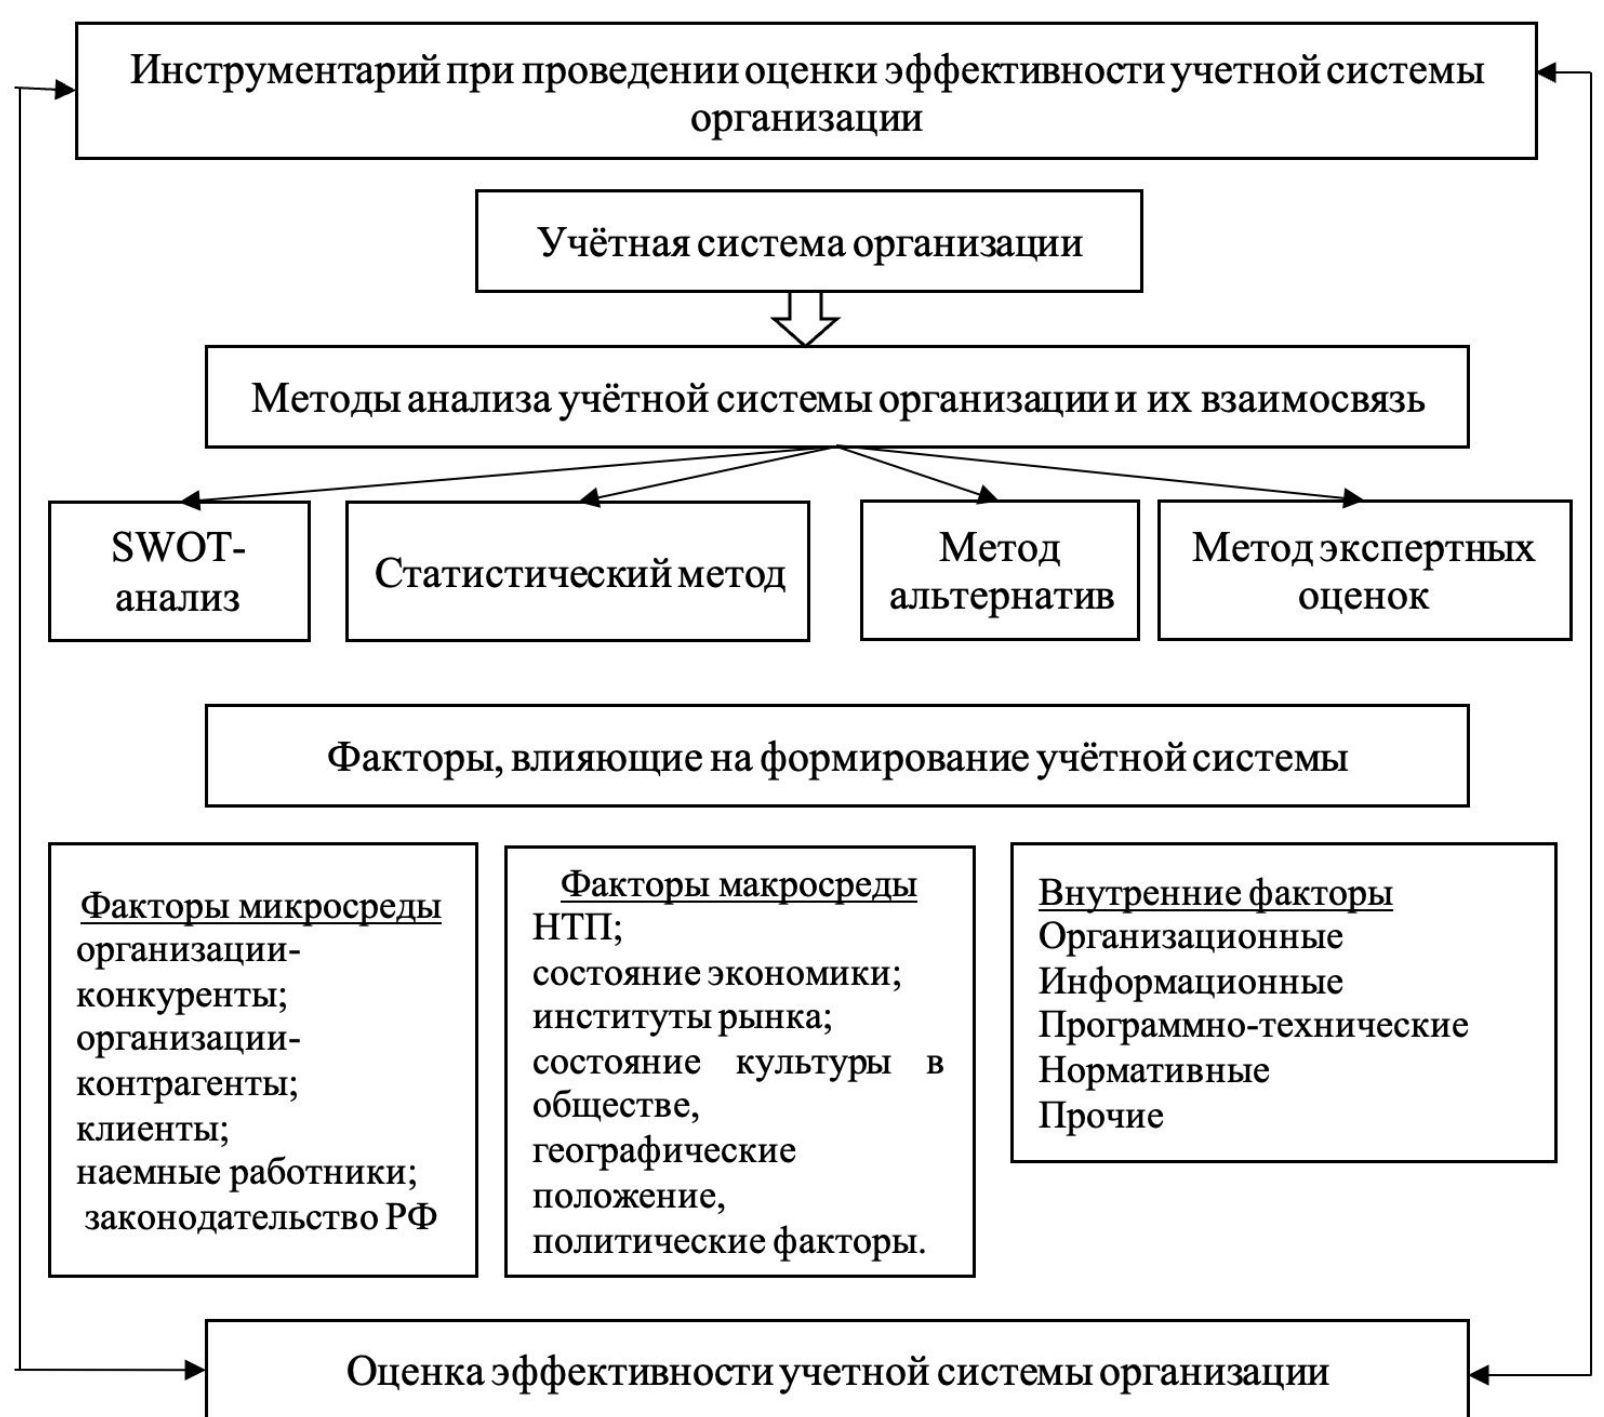 Инструментарий при проведении оценки эффективности учетной системы
организации
Учётная система организации
Методы анализа учётной системы организации и их взаимосвязь
SWOT-
анализ
Статистический метод
Метод
альтернатив
Метод экспертных
оценок
Факторы, влияющие на формирование учётной системы
Факторы микросреды
организации-
конкуренты;
организации-
контрагенты;
клиенты;
наемные работники;
законодательство РФ
Факторы макросреды
НТП;
состояние экономики;
институты рынка;
состояние культуры в
обществе,
географические
положение,
политические факторы.
Внутренние факторы
Организационные
Информационные
Программно-технические
Нормативные
Прочие
Оценка эффективности учетной системы организации